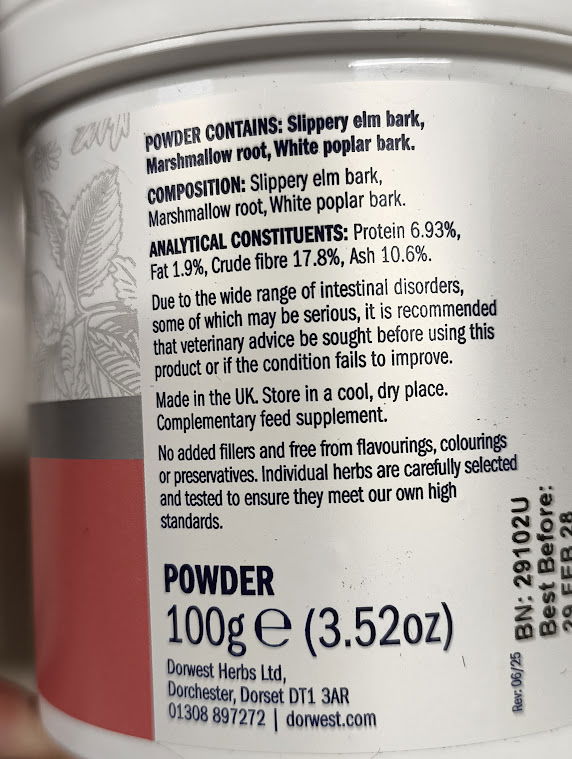 POWDER CONTAINS: Slippery elm bark,
Marshmallow root, White poplar bark.
COMPOSITION: Slippery elm bark,
Marshmallow root, White poplar bark.
ANALYTICAL CONSTITUENTS: Protein 6.93%,
Fat 1.9%, Crude fibre 17.8%, Ash 10.6%.
Due to the wide range of intestinal disorders,
some of which may be serious, it is recommended
that veterinary advice be sought before using this
product or if the condition fails to improve.
Made in the UK. Store in a cool, dry place.
Complementary feed supplement.
No added fillers and free from flavourings, colourings
or preservatives. Individual herbs are carefully selected
and tested to ensure they meet our own high
standards.
POWDER
100g ℮ (3.52oz)
Dorwest Herbs Ltd,
Dorchester, Dorset DT1 3AR
01308 897272 | dorwest.com
Rev: 06/25
BN: 29102U
Best Before:
29 FEB 28